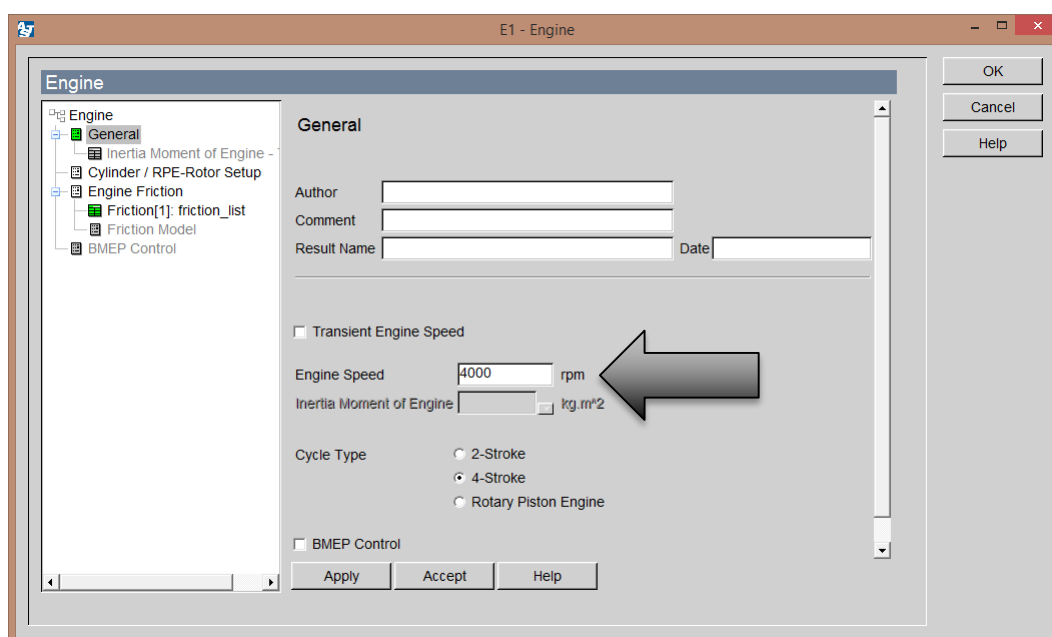 E1 - Engine
OK
Cancel
Help
Engine
Engine
General
Inertia Moment of Engine -
Cylinder / RPE-Rotor Setup
Engine Friction
Friction[1]: friction_list
Friction Model
BMEP Control
General
Author
Comment
Result Name Date
Transient Engine Speed
Engine Speed 4000 rpm
Inertia Moment of Engine kg.m^2
Cycle Type 2-Stroke
4-Stroke
Rotary Piston Engine
BMEP Control
Apply Accept Help